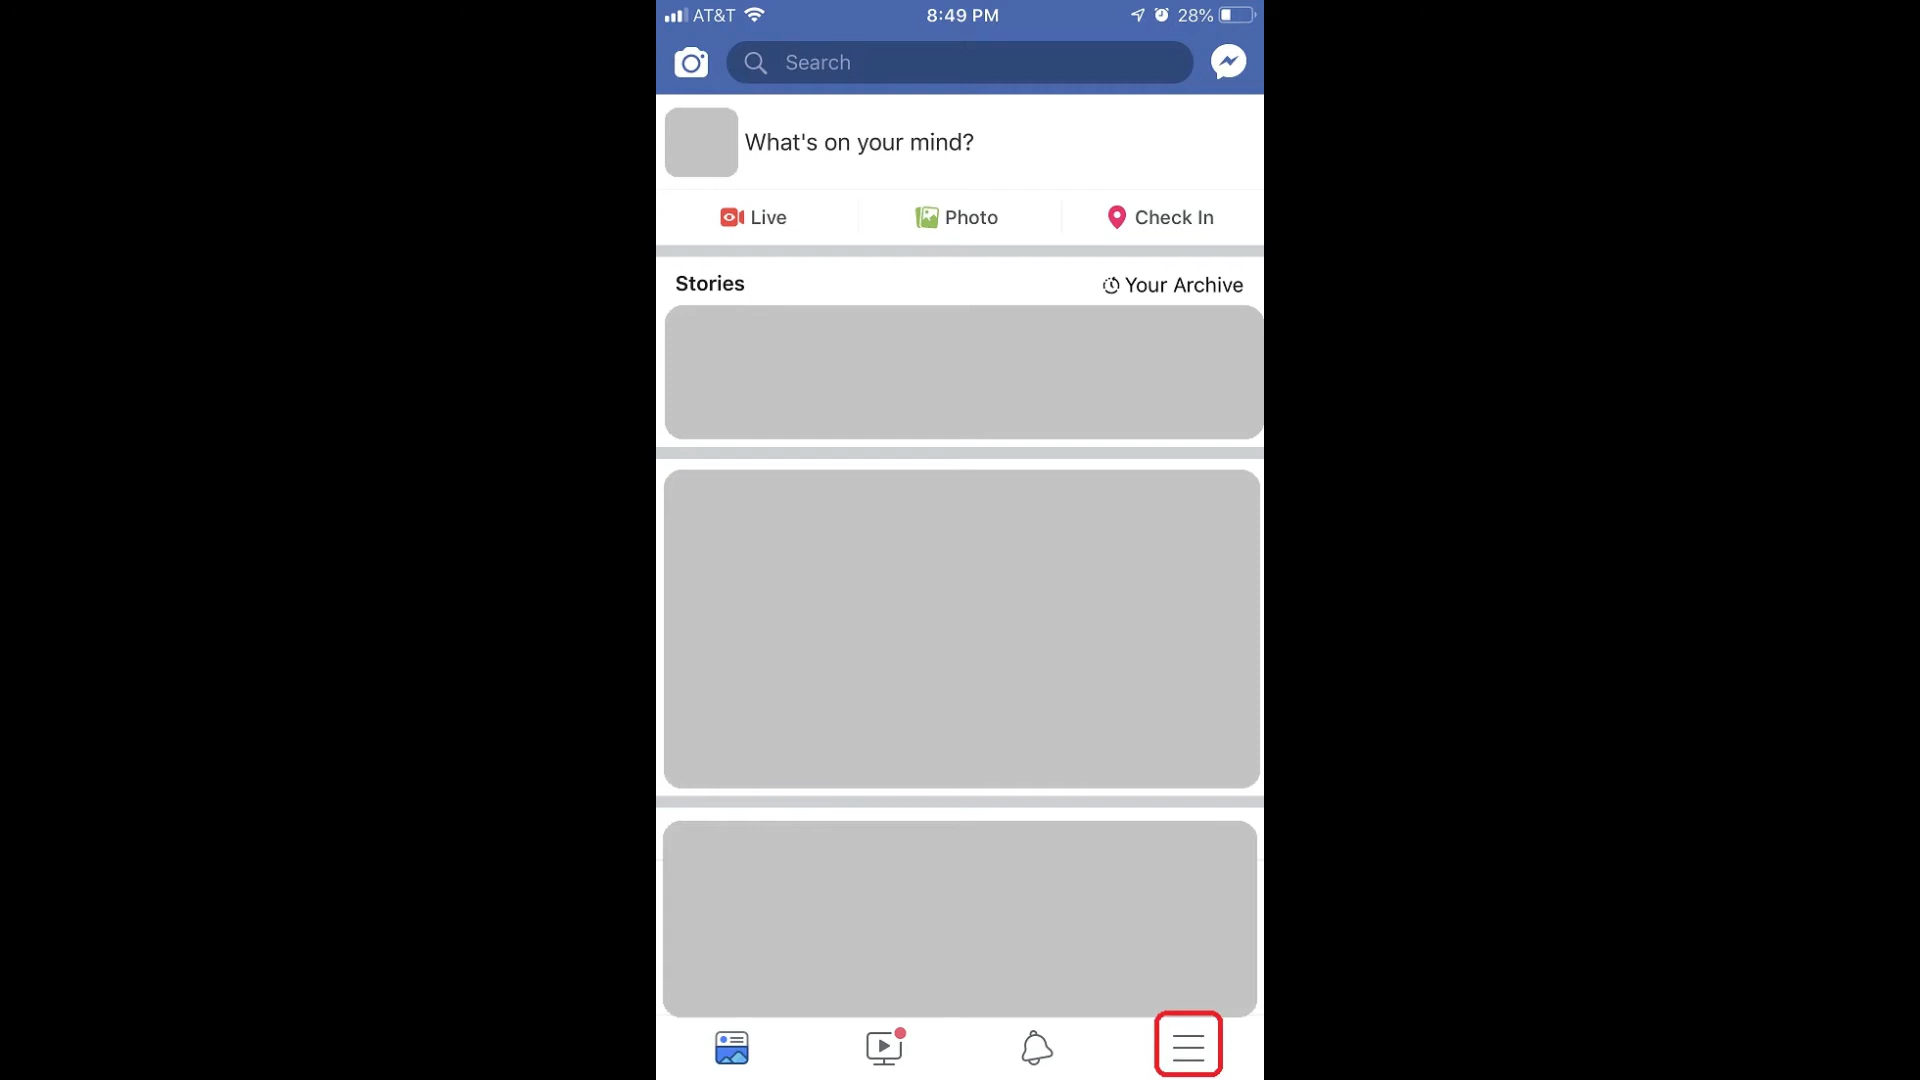 AT&T 8:49 PM 28%
Search
What's on your mind?
Live Photo Check In
Stories Your Archive